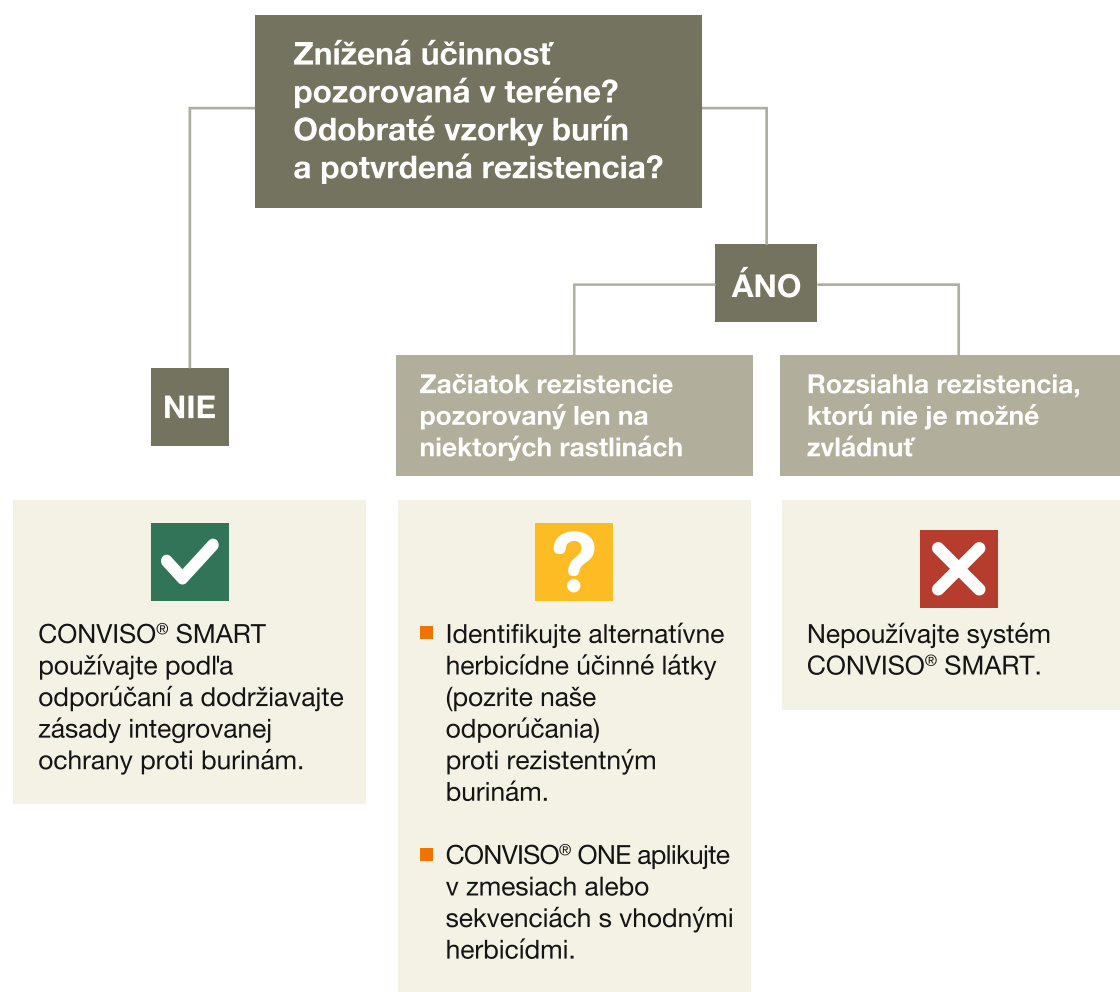 Znížená účinnosť
pozorovaná v teréne?
Odobraté vzorky burín
a potvrdená rezistencia?
ÁNO
NIE
Začiatok rezistencie
pozorovaný len na
niektorých rastlinách
Rozsiahla rezistencia,
ktorú nie je možné
zvládnuť
CONVISO® SMART
používajte podľa
odporúčaní a dodržiavajte
zásady integrovanej
ochrany proti burinám.
Identifikujte alternatívne
herbicídne účinné látky
(pozrite naše
odporúčania)
proti rezistentným
burinám.
CONVISO® ONE aplikujte
v zmesiach alebo
sekvenciách s vhodnými
herbicídmi.
Nepoužívajte systém
CONVISO® SMART.